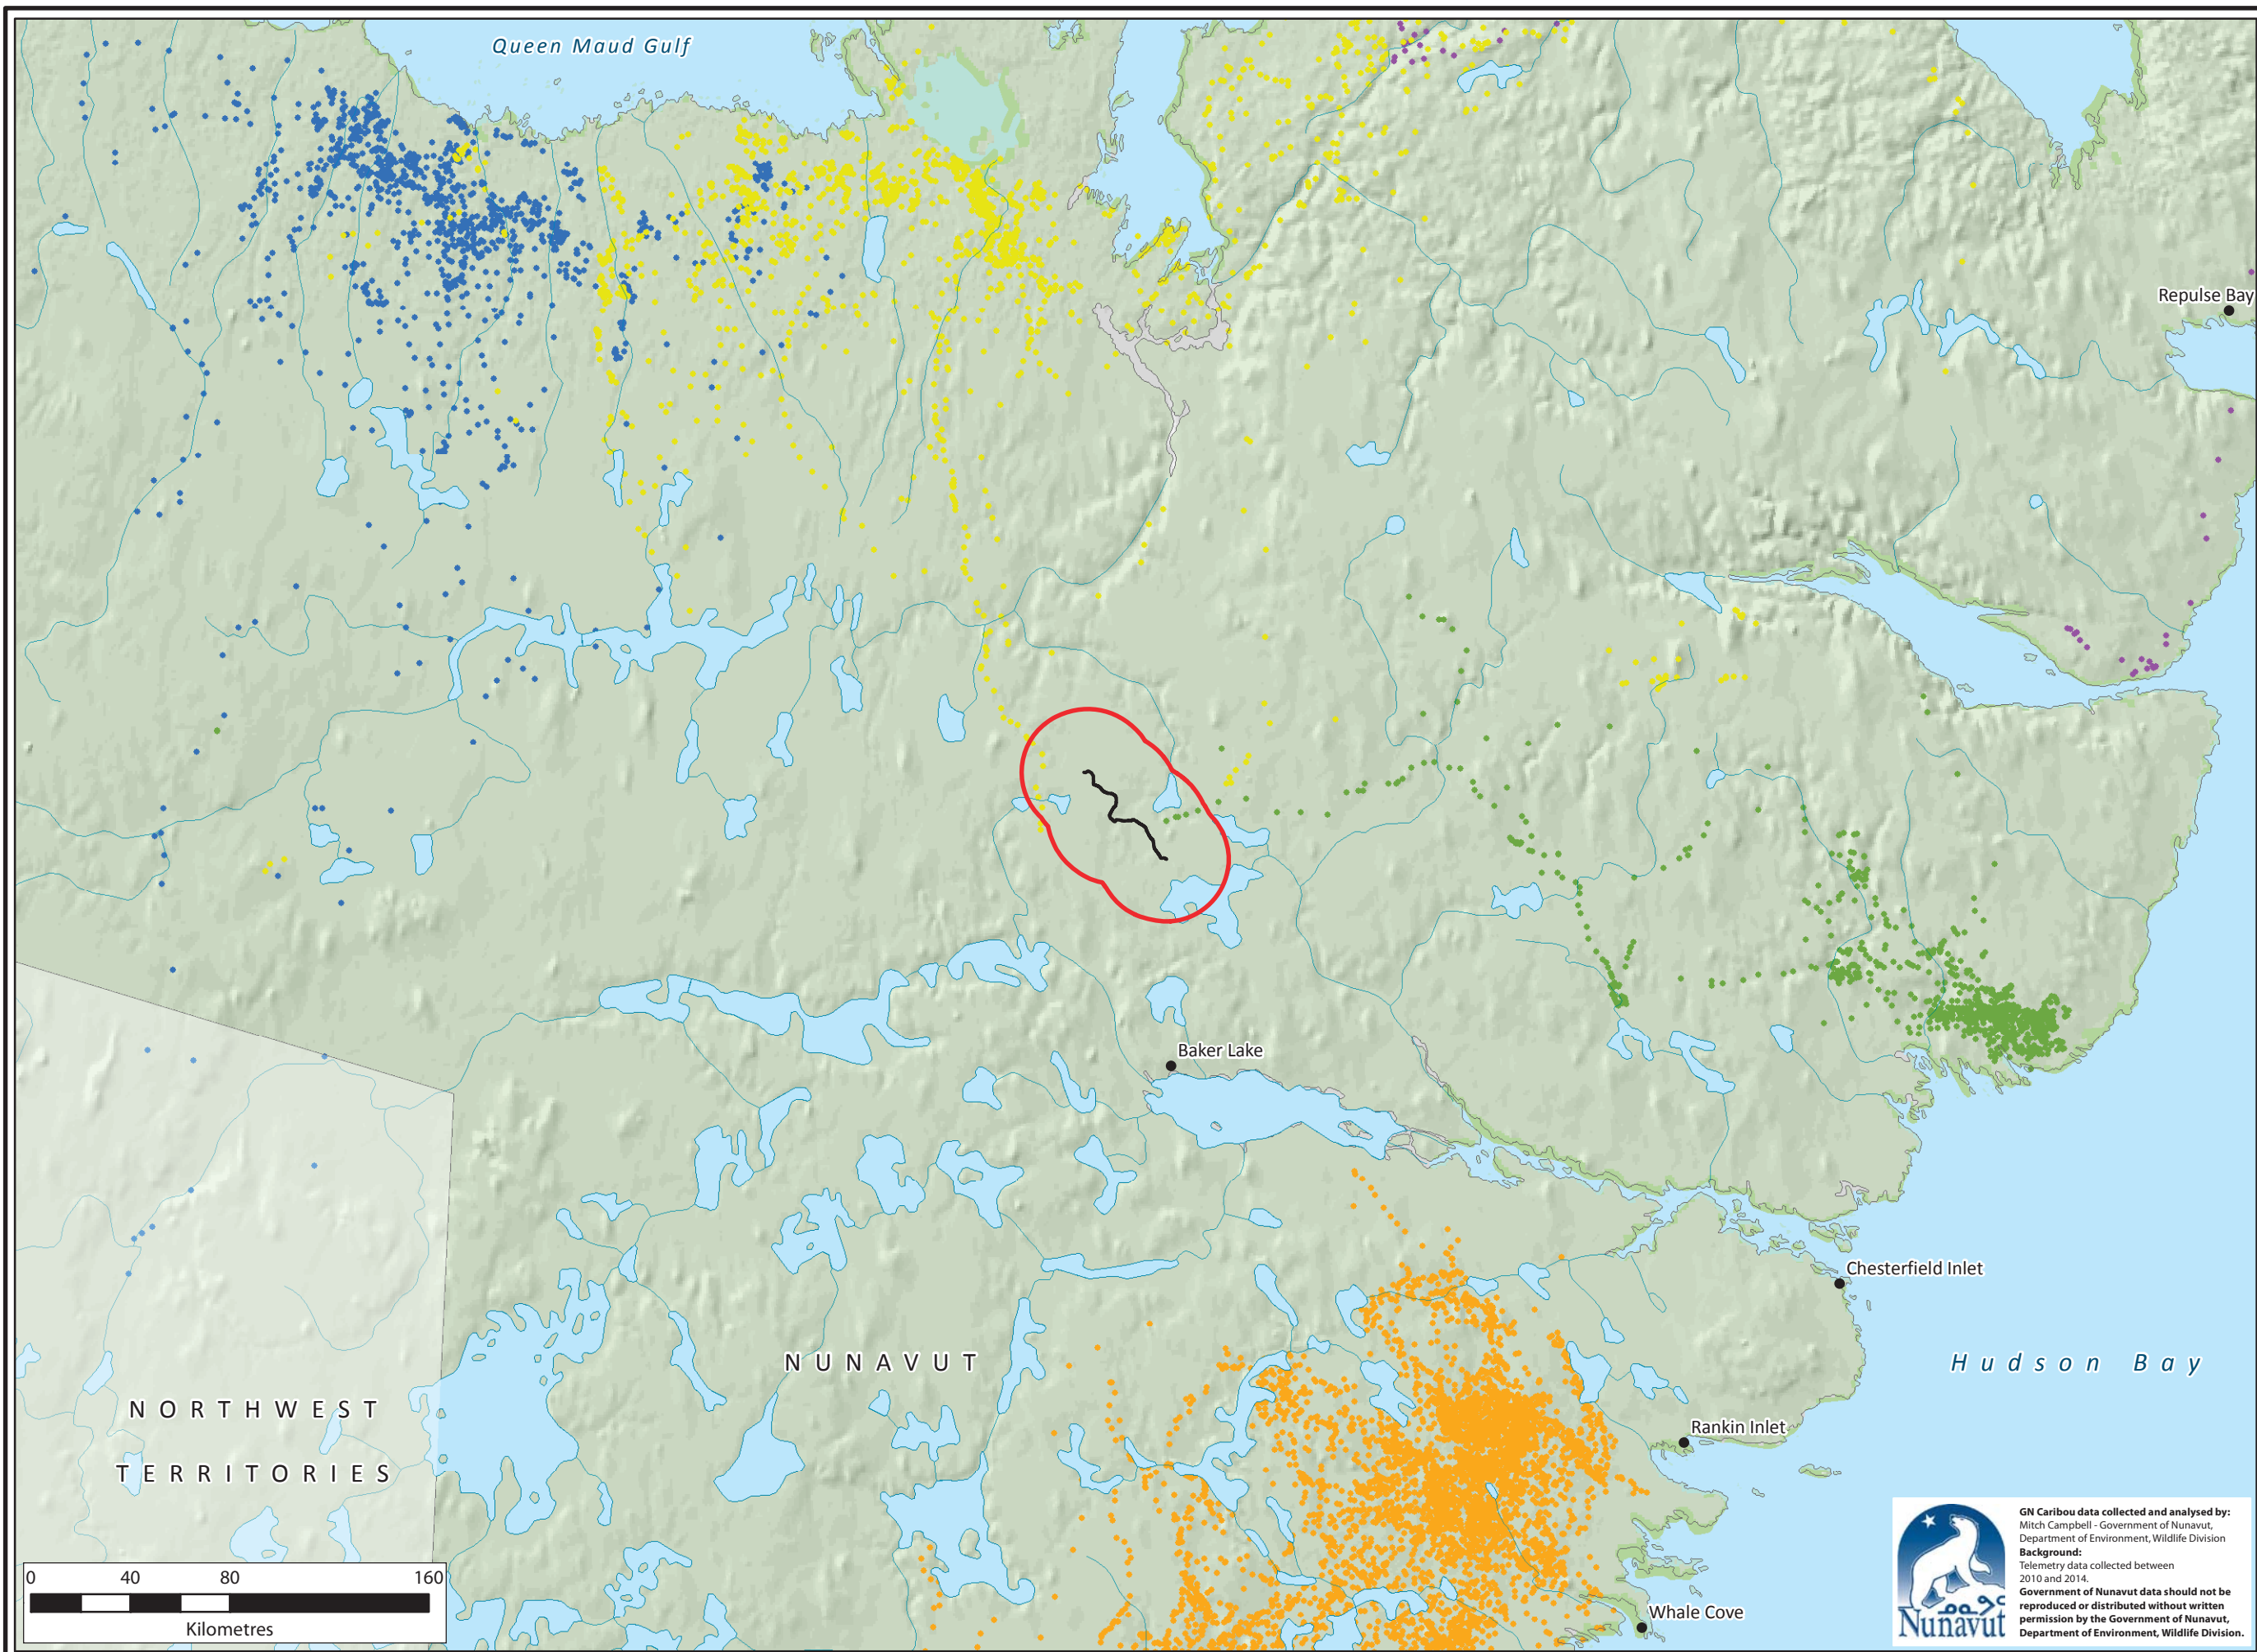 Queen Maud Gulf
Repulse Bay
Baker Lake
Chesterfield Inlet
NUNAVUT
Hudson Bay
NORTHWEST
TERRITORIES
Rankin Inlet
Whale Cove
0 40 80 160
Kilometres
Nunavut
GN Caribou data collected and analysed by:
Mitch Campbell - Government of Nunavut,
Department of Environment, Wildlife Division
Background:
Telemetry data collected between
2010 and 2014.
Government of Nunavut data should not be
reproduced or distributed without written
permission by the Government of Nunavut,
Department of Environment, Wildlife Division.